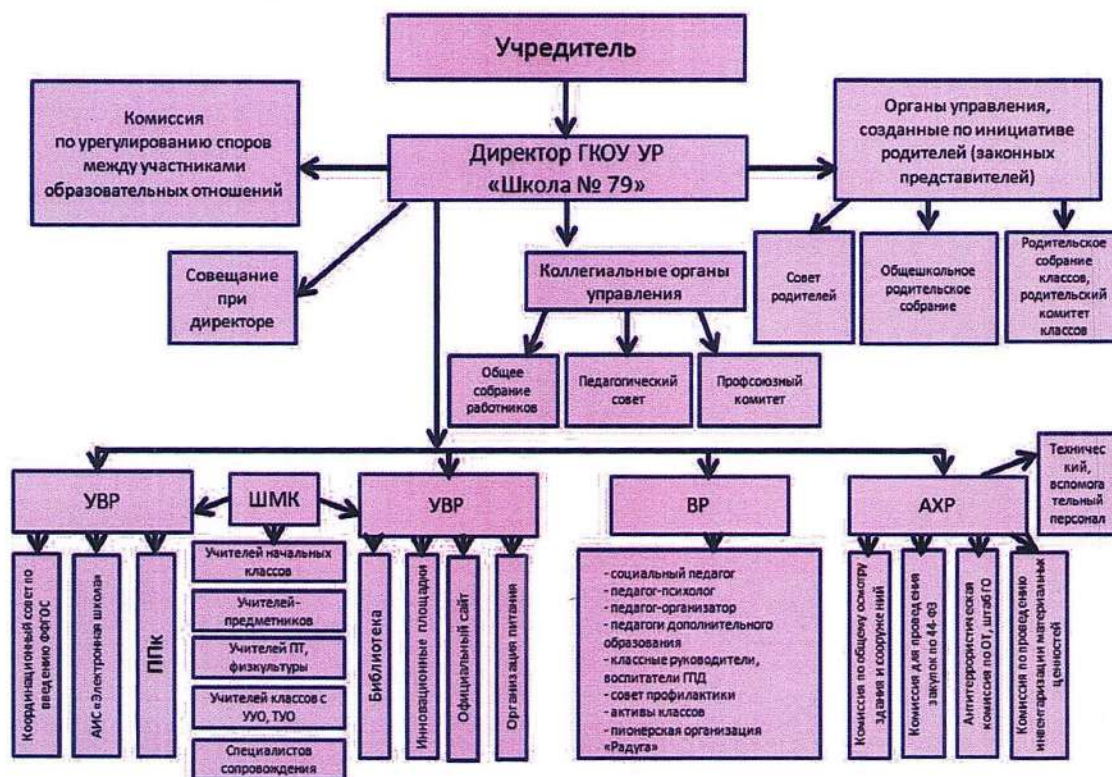 Учредитель
Комиссия
по урегулированию споров
между участниками
образовательных отношений
Директор ГКОУ УР
«Школа № 79»
Органы управления,
созданные по инициативе
родителей (законных
представителей)
Совещание
при
директоре
Коллегиальные органы
управления
Совет
родителей
Общешкольное
родительское
собрание
Родительское
собрание
классов,
родительский
комитет
классов
Общее
собрание
работников
Педагогический
совет
Профсоюзный
комитет
УВР
ШМК
УВР
ВР
АХР
Техничес
кий,
вспомога
тельный
персонал
Координационный совет по
введению ФФГОС
АИС «Электронная школа»
ППк
Учителей начальных
классов
Учителей-
предметников
Учителей ПТ,
физкультуры
Учителей классов с
УУО, ТУО
Специалистов
сопровождения
Библиотека
Инновационные площадки
Официальный сайт
Организация питания
- социальный педагог
- педагог-психолог
- педагог-организатор
- педагоги дополнительного
образования
- классные руководители,
воспитатели ГПД
- совет профилактики
- активы классов
- пионерская организация
«Радуга»
Комиссия по общему осмотру
здания и сооружений
Комиссия для проведения
закупок по 44-ФЗ
Антитеррористическая
комиссия по ОТ, штаб ГО
Комиссия по проведению
инвентаризации материальных
ценностей